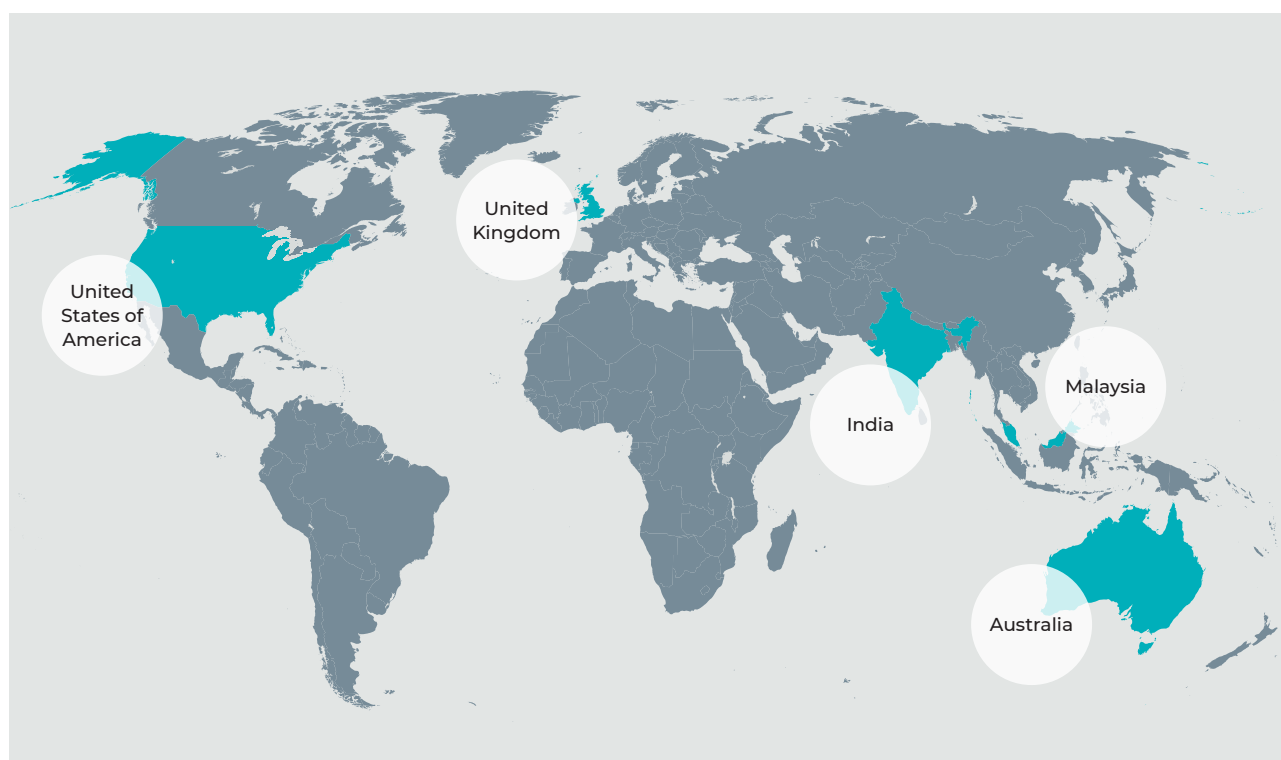 United
Kingdom
United
States of
America
Malaysia
India
Australia